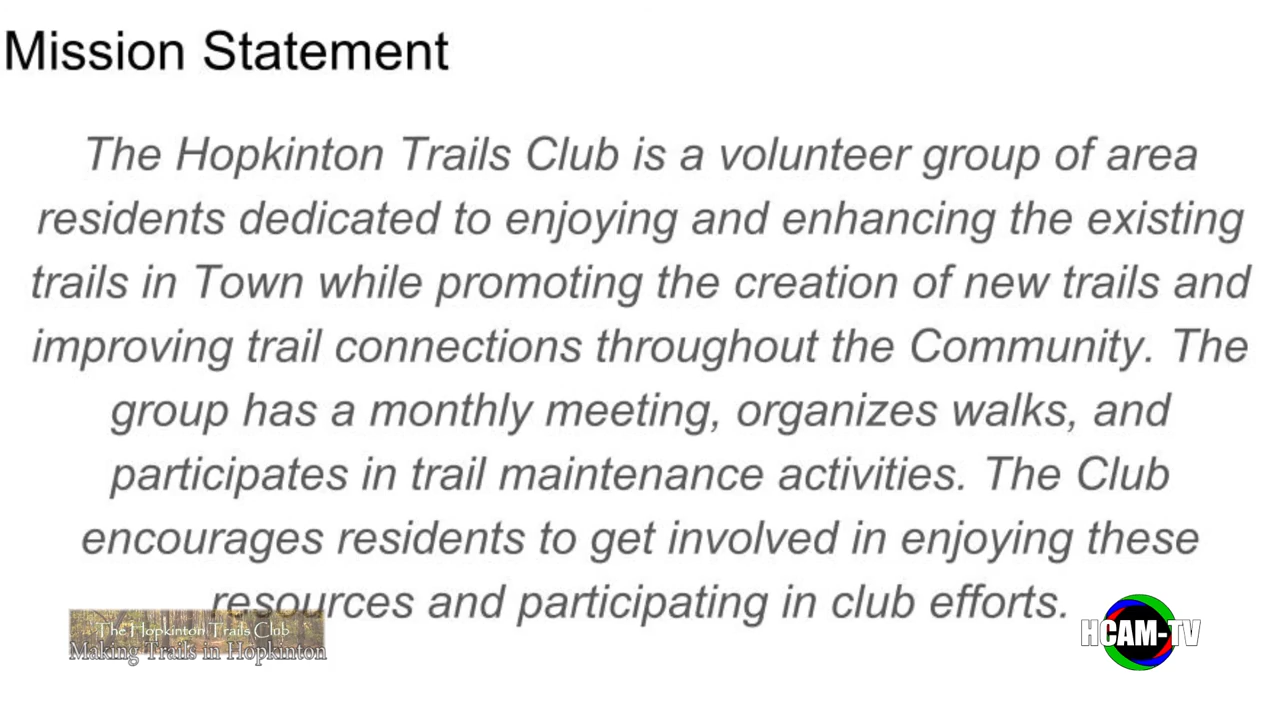 Mission Statement
The Hopkinton Trails Club is a volunteer group of area
residents dedicated to enjoying and enhancing the existing
trails in Town while promoting the creation of new trails and
improving trail connections throughout the Community. The
group has a monthly meeting, organizes walks, and
participates in trail maintenance activities. The Club
encourages residents to get involved in enjoying these
resources and participating in club efforts.
The Hopkinton Trails Club
Making Trails in Hopkinton
HCAM-TV